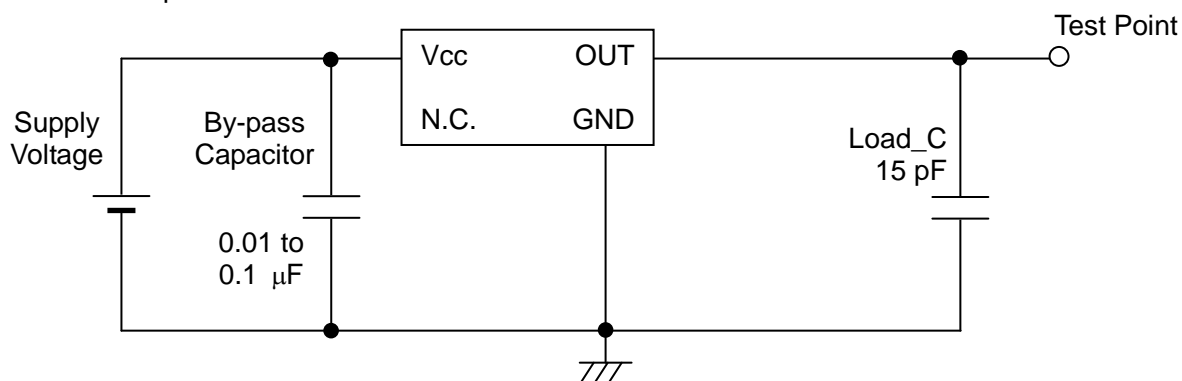 Test Point
Vcc OUT
N.C. GND
Supply
Voltage
By-pass
Capacitor
0.01 to
0.1 μF
Load_C
15 pF